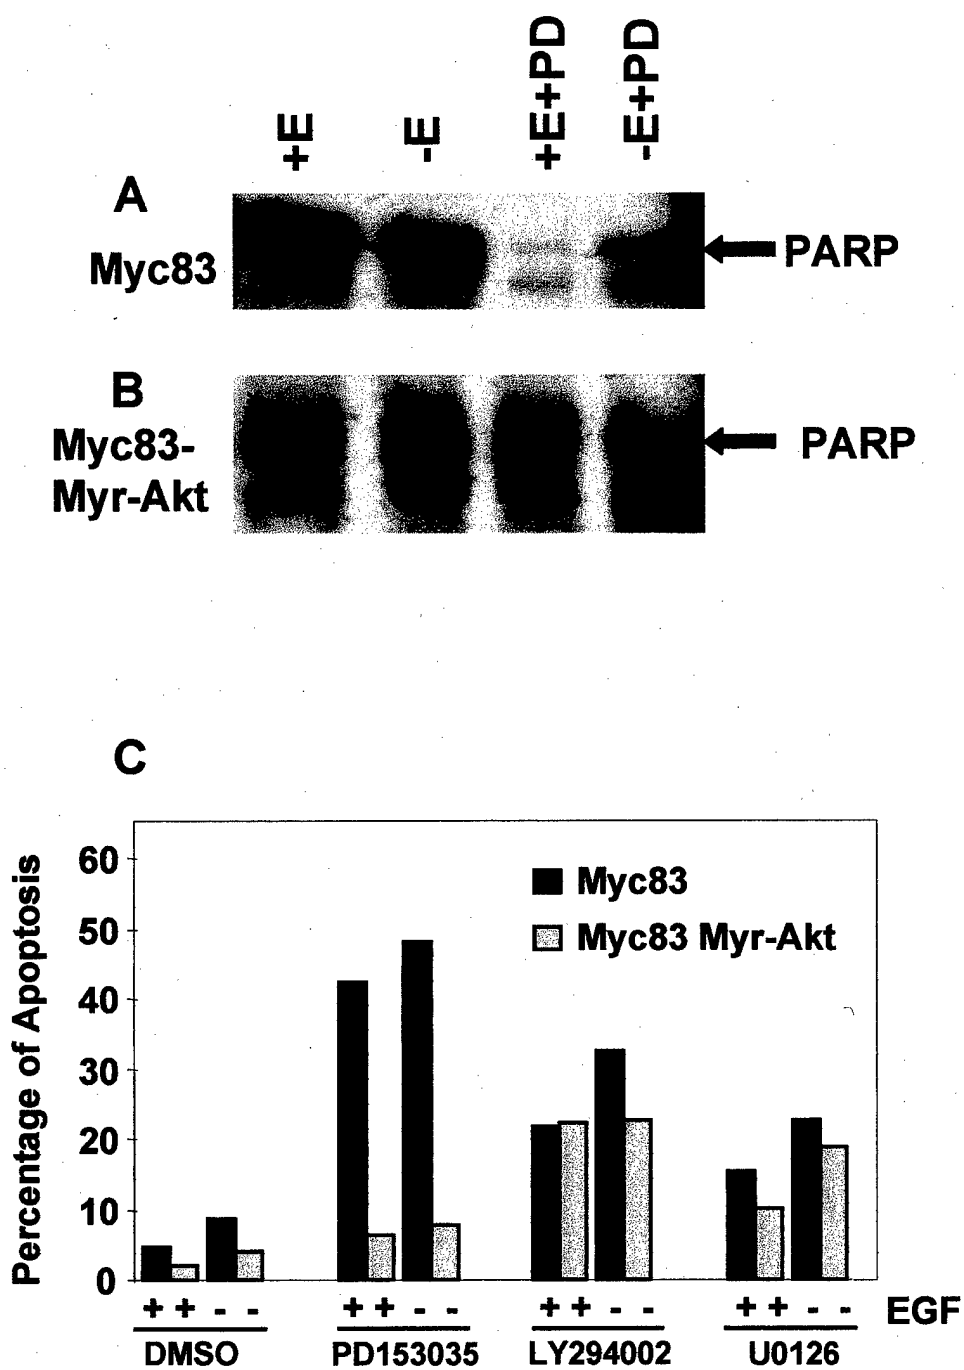 +E -E +E+PD -E+PD
A
Myc83
PARP
B
Myc83-
Myr-Akt
PARP
C
Percentage of Apoptosis
60
50
40
30
20
10
0
Myc83
Myc83 Myr-Akt
+ + - - + + - - + + - - + + - - EGF
DMSO PD153035 LY294002 U0126